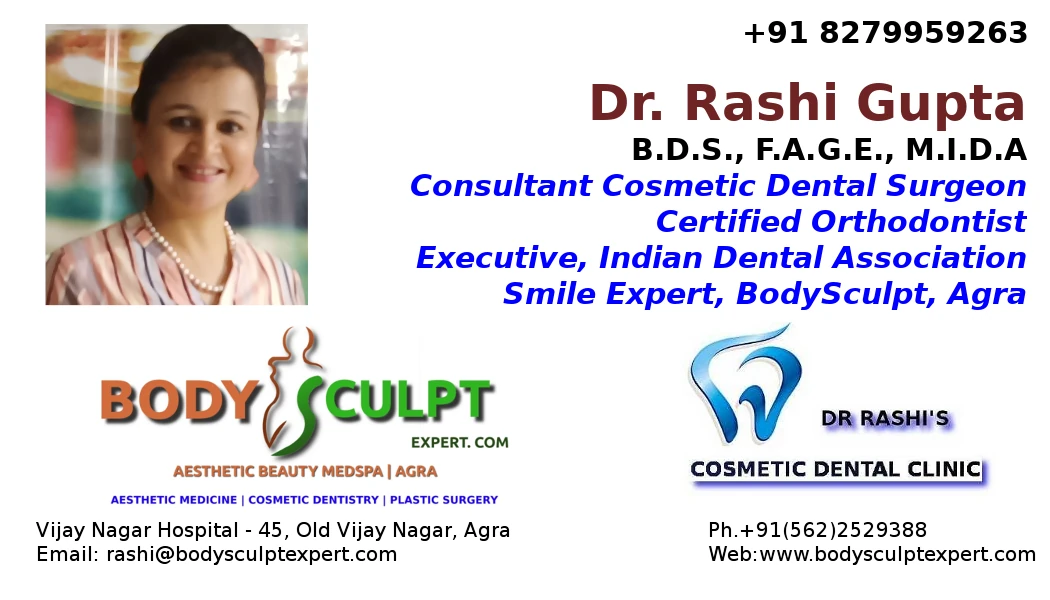 +91 8279959263
Dr. Rashi Gupta
B.D.S., F.A.G.E., M.I.D.A
Consultant Cosmetic Dental Surgeon
Certified Orthodontist
Executive, Indian Dental Association
Smile Expert, BodySculpt, Agra
BODY SCULPT
EXPERT. COM
AESTHETIC BEAUTY MEDSPA | AGRA
AESTHETIC MEDICINE | COSMETIC DENTISTRY | PLASTIC SURGERY
DR RASHI'S
COSMETIC DENTAL CLINIC
Vijay Nagar Hospital - 45, Old Vijay Nagar, Agra
Email: rashi@bodysculptexpert.com
Ph.+91(562)2529388
Web:www.bodysculptexpert.com